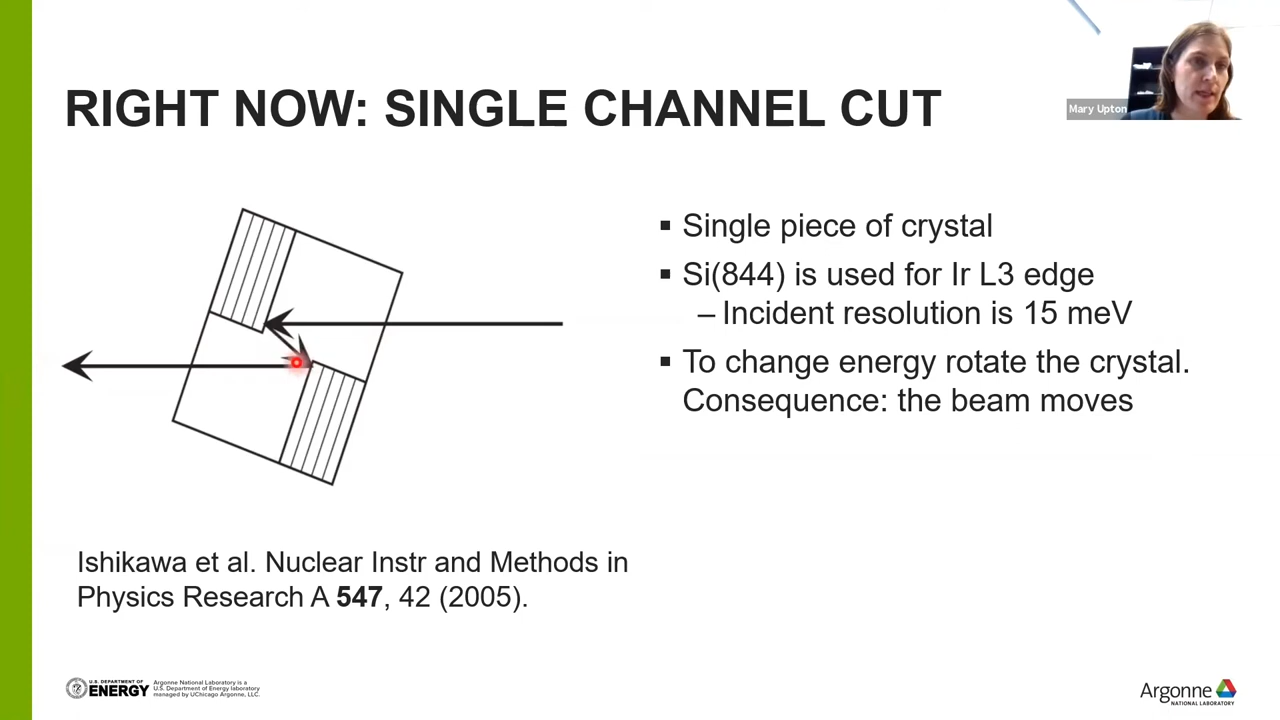 RIGHT NOW: SINGLE CHANNEL CUT
Mary Upton
▪ Single piece of crystal
▪ Si(844) is used for Ir L3 edge
– Incident resolution is 15 meV
▪ To change energy rotate the crystal.
Consequence: the beam moves
Ishikawa et al. Nuclear Instr and Methods in
Physics Research A 547, 42 (2005).
U.S. DEPARTMENT OF
ENERGY
Argonne National Laboratory is a
U.S. Department of Energy laboratory
managed by UChicago Argonne, LLC.
Argonne
NATIONAL LABORATORY